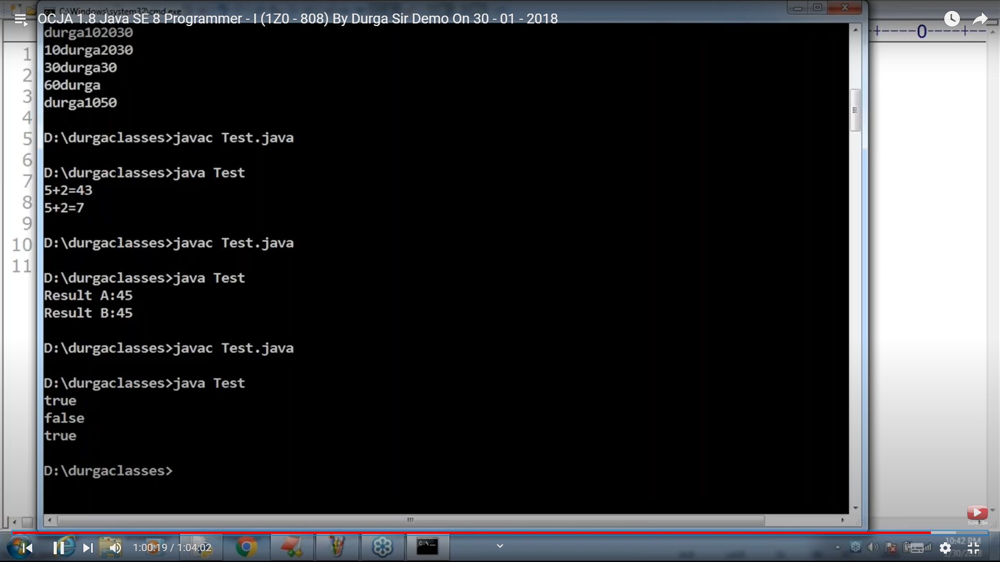 C:\Windows\system32\cmd.exe
OCJA 1.8 Java SE 8 Programmer - I (1Z0 - 808) By Durga Sir Demo On 30 - 01 - 2018
-+----0----+--
1
2
3
4
5
6
7
8
9
10
11
durga102030
10durga2030
30durga30
60durga
durga1050
D:\durgaclasses>javac Test.java
D:\durgaclasses>java Test
5+2=43
5+2=7
D:\durgaclasses>javac Test.java
D:\durgaclasses>java Test
Result A:45
Result B:45
D:\durgaclasses>javac Test.java
D:\durgaclasses>java Test
true
false
true
D:\durgaclasses>
Subscribe
1:00:19 / 1:04:02
C:\_
10:42 PM
1/30/2018